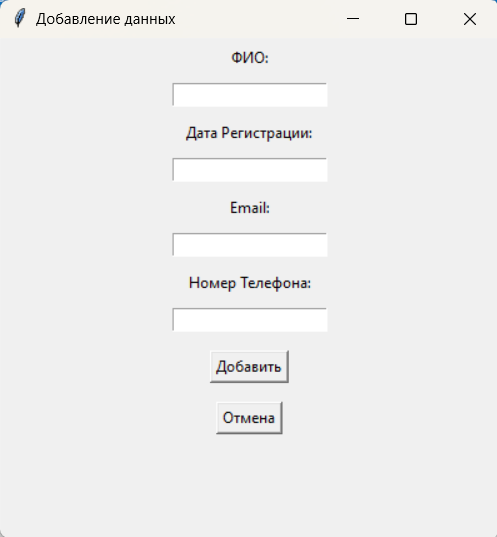 Добавление данных
ФИО:
Дата Регистрации:
Email:
Номер Телефона:
Добавить
Отмена